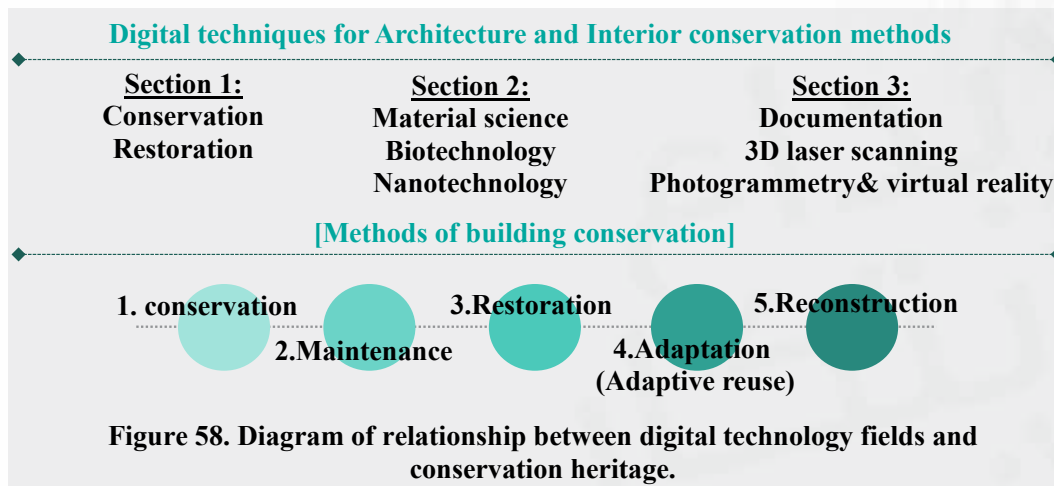 Digital techniques for Architecture and Interior conservation methods
Section 1:
Conservation
Restoration
Section 2:
Material science
Biotechnology
Nanotechnology
Section 3:
Documentation
3D laser scanning
Photogrammetry& virtual reality
[Methods of building conservation]
1. conservation
2.Maintenance
3.Restoration
4.Adaptation
(Adaptive reuse)
5.Reconstruction
Figure 58. Diagram of relationship between digital technology fields and
conservation heritage.